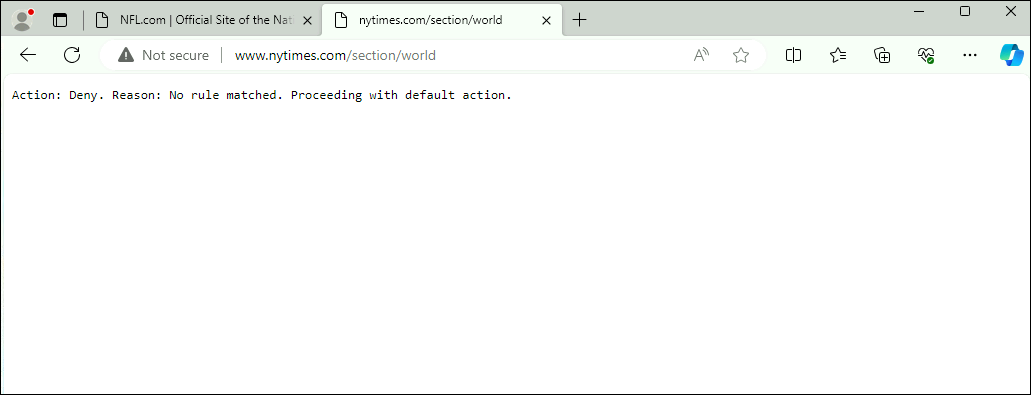 NFL.com | Official Site of the Nat
nytimes.com/section/world
Not secure
www.nytimes.com/section/world
Action: Deny. Reason: No rule matched. Proceeding with default action.